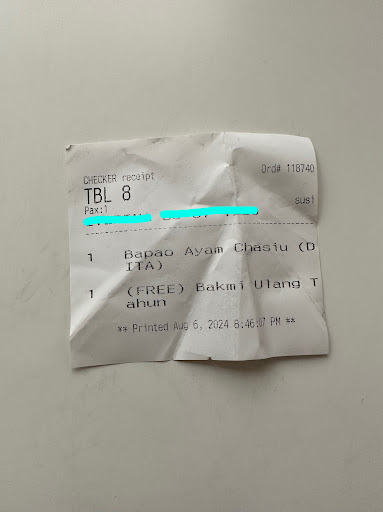 CHECKER receipt
Ord# 118740
TBL 8
Pax:1
susi
1 Bapao Ayam Chasiu (D
ITA)
1 (FREE) Bakmi Ulang T
ahun
** Printed Aug 6, 2024 8:46:07 PM **